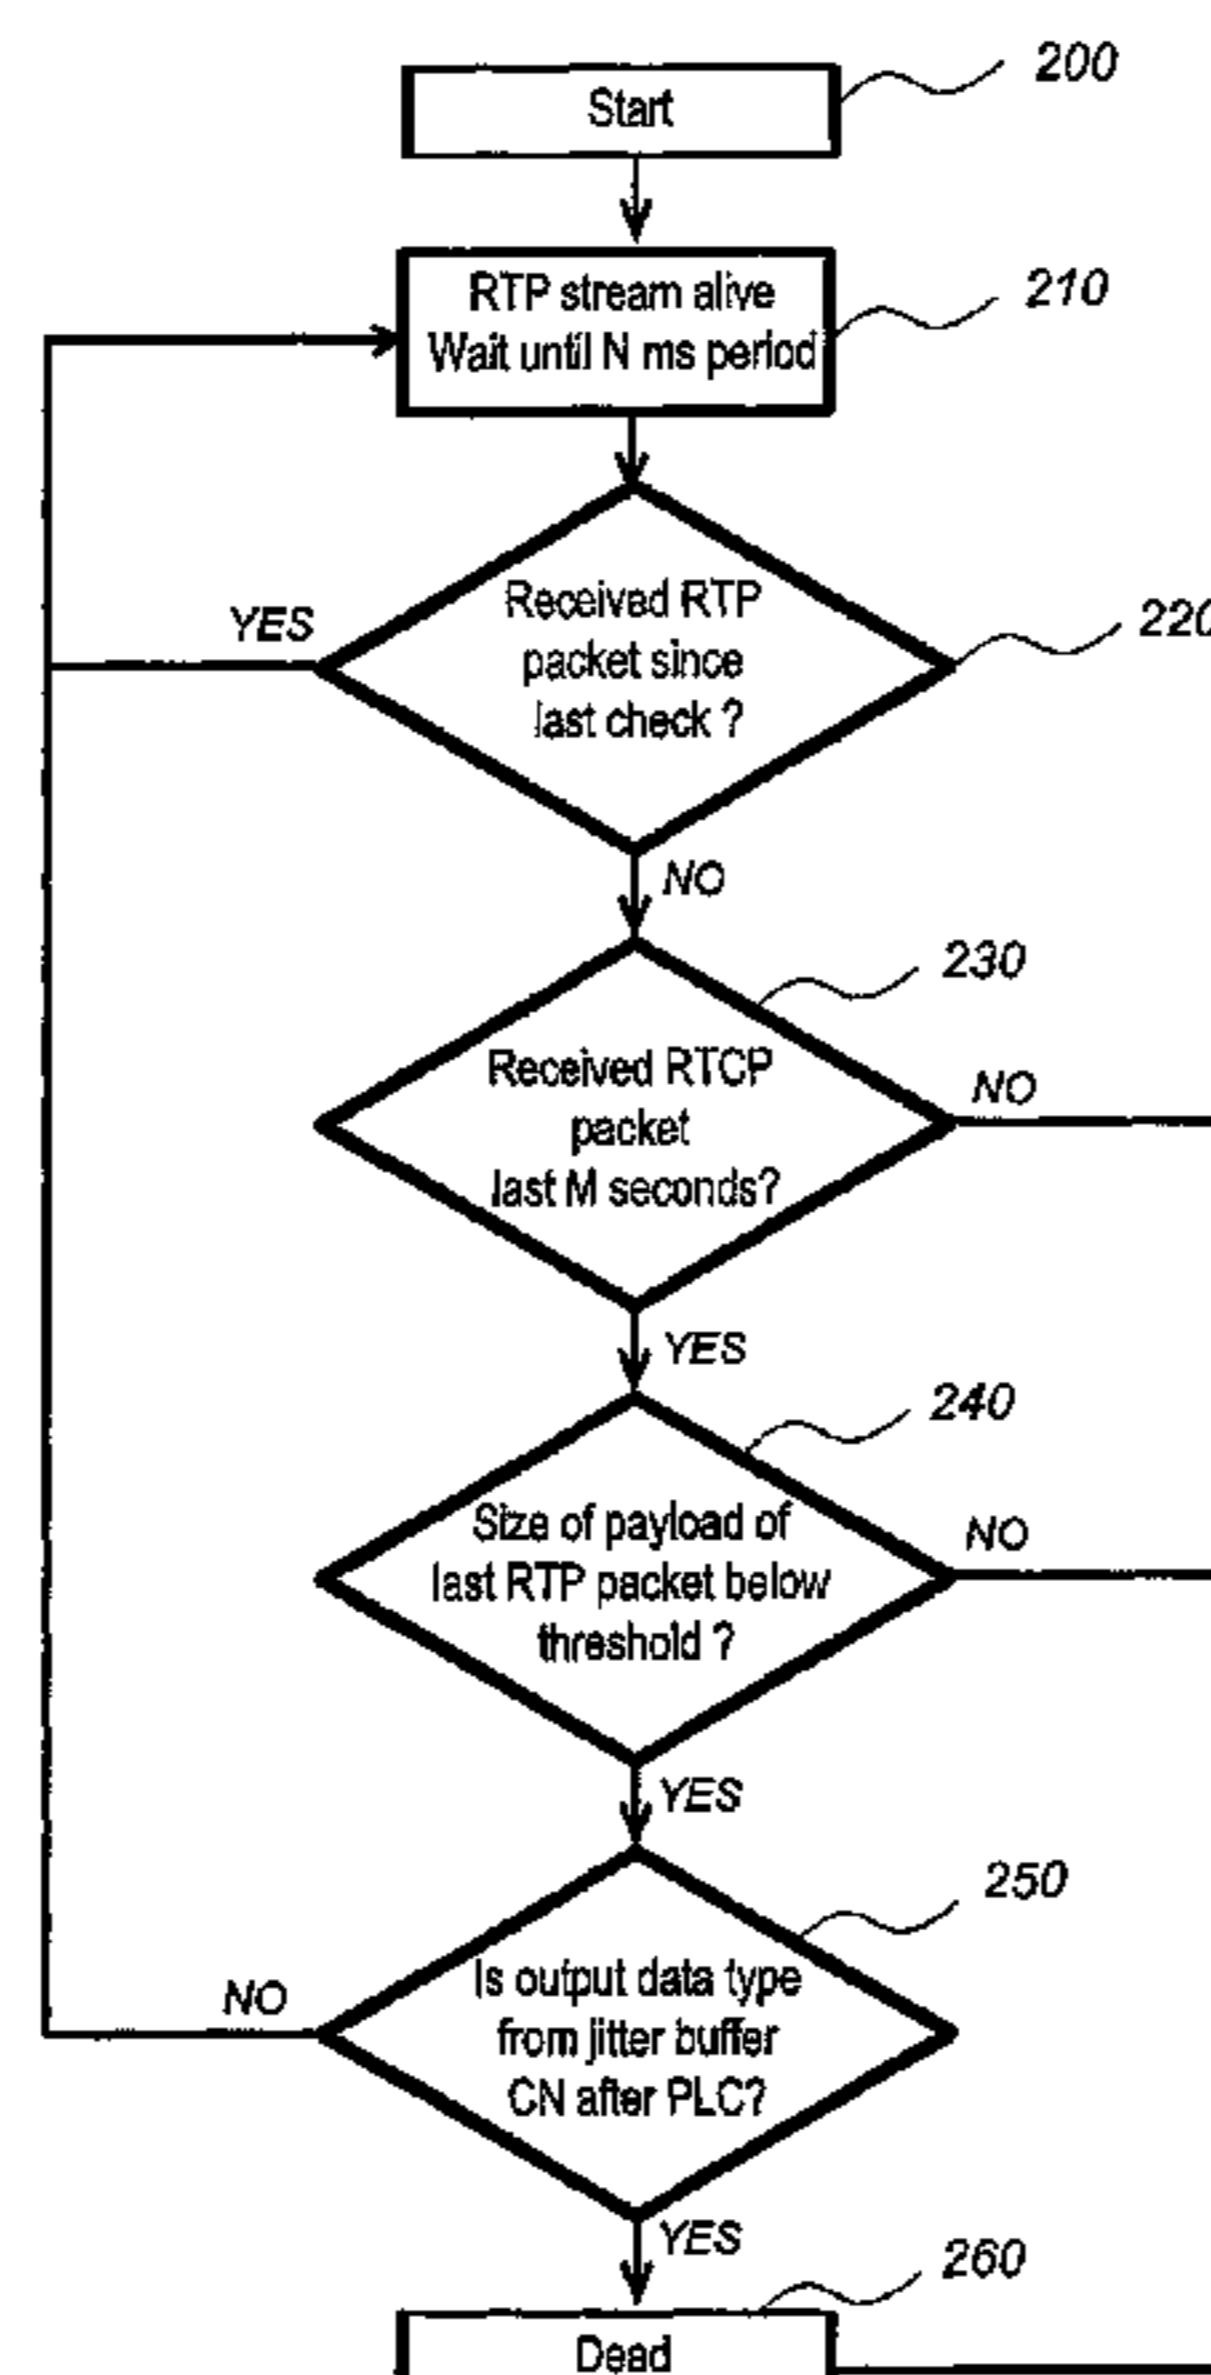 200
Start
210
RTP stream alive
Wait until N ms period
220
YES
Received RTP
packet since
last check ?
NO
230
Received RTCP
packet
last M seconds?
NO
YES
240
Size of payload of
last RTP packet below
threshold ?
NO
YES
250
Is output data type
from jitter buffer
CN after PLC?
NO
YES
260
Dead